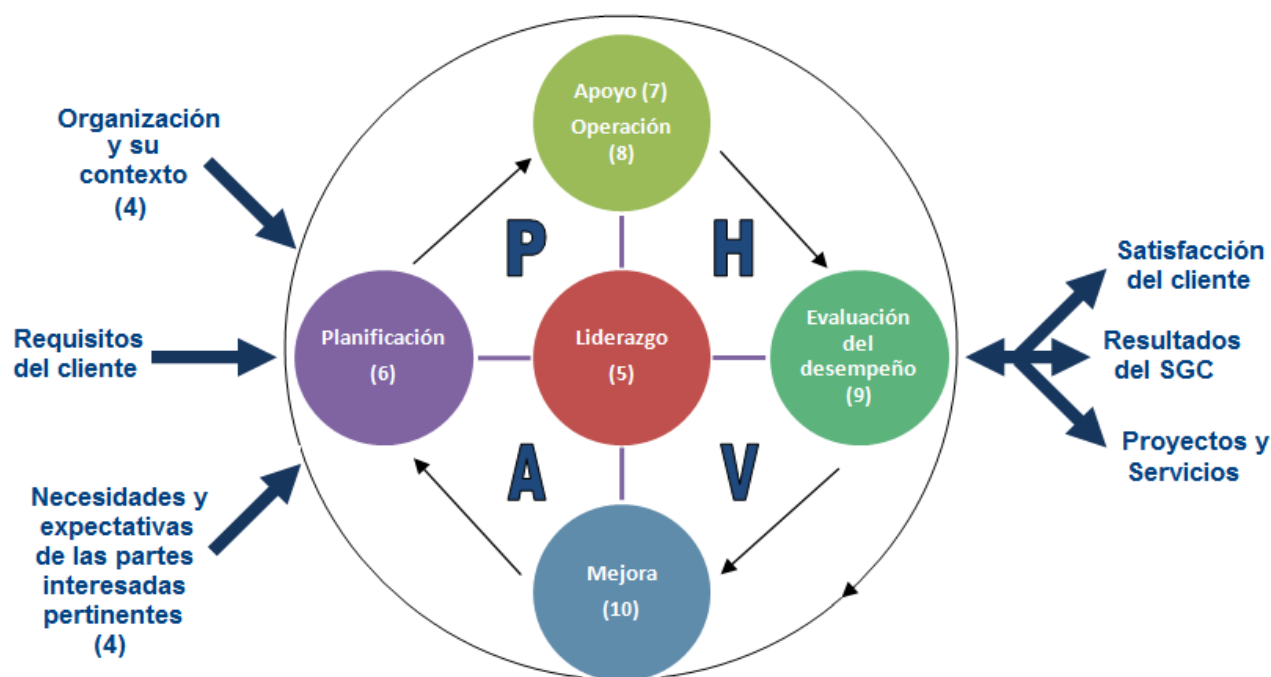 Organización
y su
contexto
(4)
Requisitos
del cliente
Necesidades y
expectativas
de las partes
interesadas
pertinentes
(4)
Apoyo (7)
Operación
(8)
P
H
Planificación
(6)
Liderazgo
(5)
Evaluación
del
desempeño
(9)
A
V
Mejora
(10)
Satisfacción
del cliente
Resultados
del SGC
Proyectos y
Servicios